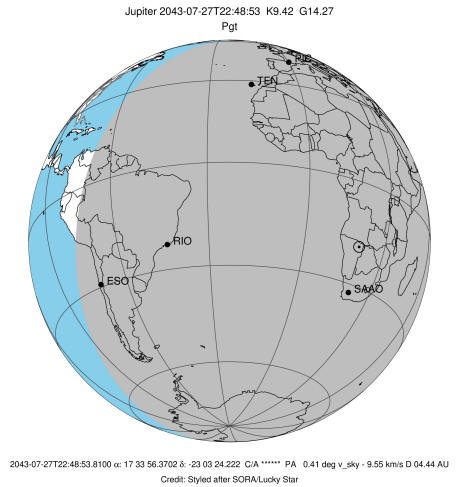 Jupiter 2043-07-27T22:48:53 K9.42 G14.27
Pgt
TEN
RIO
ESO
SAAO
2043-07-27T22:48:53.8100 α: 17 33 56.3702 δ: -23 03 24.222 C/A ****** PA 0.41 deg v_sky - 9.55 km/s D 04.44 AU
Credit: Styled after SORA/Lucky Star